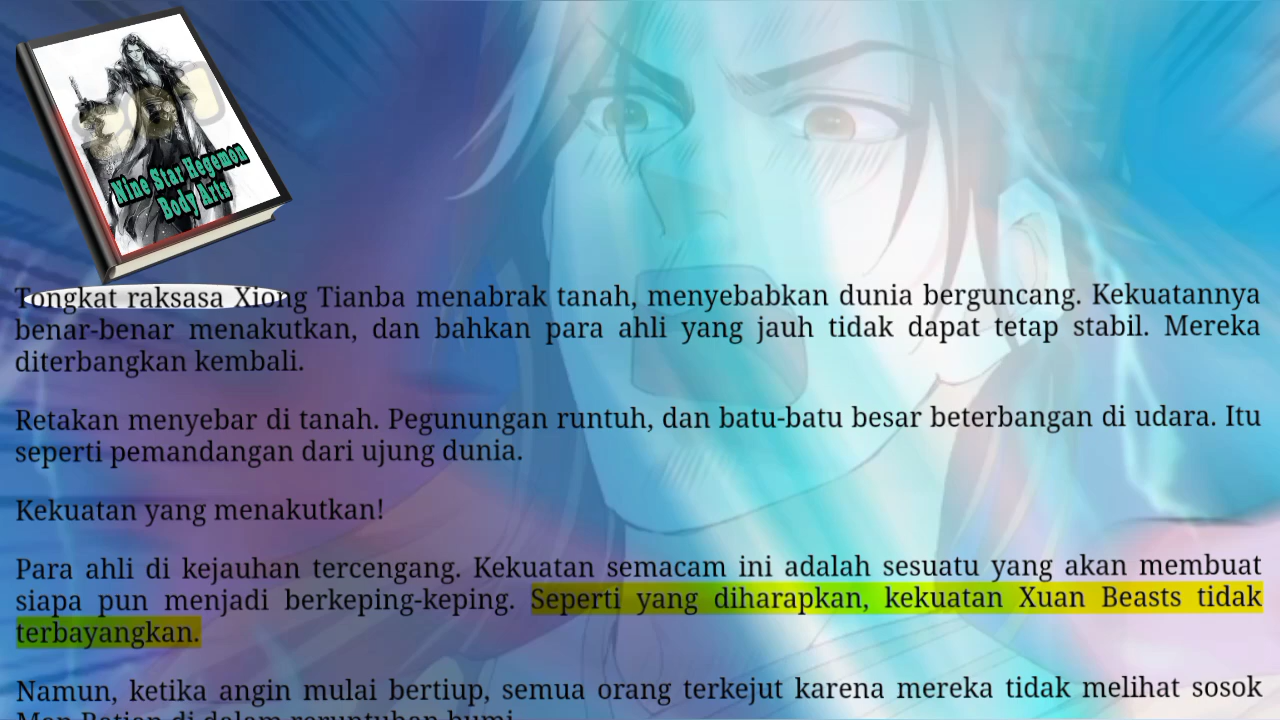 Nine Star Hegemon
Body Arts
Tongkat raksasa Xiong Tianba menabrak tanah, menyebabkan dunia berguncang. Kekuatannya
benar-benar menakutkan, dan bahkan para ahli yang jauh tidak dapat tetap stabil. Mereka
diterbangkan kembali.
Retakan menyebar di tanah. Pegunungan runtuh, dan batu-batu besar beterbangan di udara. Itu
seperti pemandangan dari ujung dunia.
Kekuatan yang menakutkan!
Para ahli di kejauhan tercengang. Kekuatan semacam ini adalah sesuatu yang akan membuat
siapa pun menjadi berkeping-keping. Seperti yang diharapkan, kekuatan Xuan Beasts tidak
terbayangkan.
Namun, ketika angin mulai bertiup, semua orang terkejut karena mereka tidak melihat sosok
di dalam reruntuhan bumi